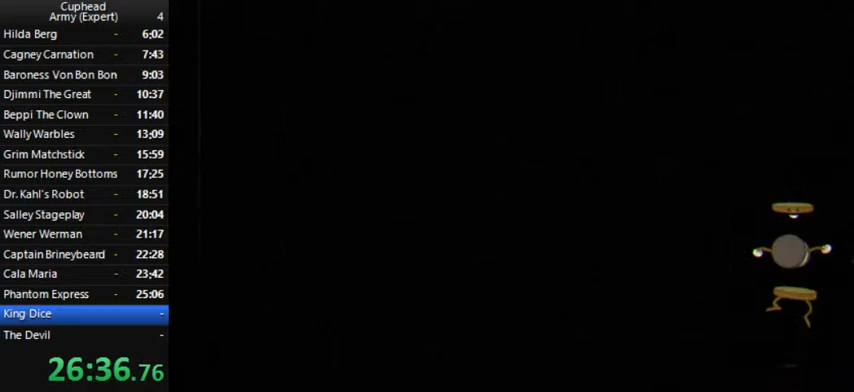 Cuphead
Army (Expert) 4
Hilda Berg - 6;02
Cagney Carnation - 7:43
Baroness Von Bon Bon 9:03
Djimmi The Great - 10:37
Beppi The Clown - 11:40
Wally Warbles - 13;09
Grim Matchstick - 15:59
Rumor Honey Bottoms 17;25
Dr. Kahl's Robot - 18:51
Salley Stageplay - 20:04
Wener Werman - 21:17
Captain Brineybeard - 22:28
Cala Maria - 23;42
Phantom Express - 25:06
King Dice -
The Devil -
26:36.76